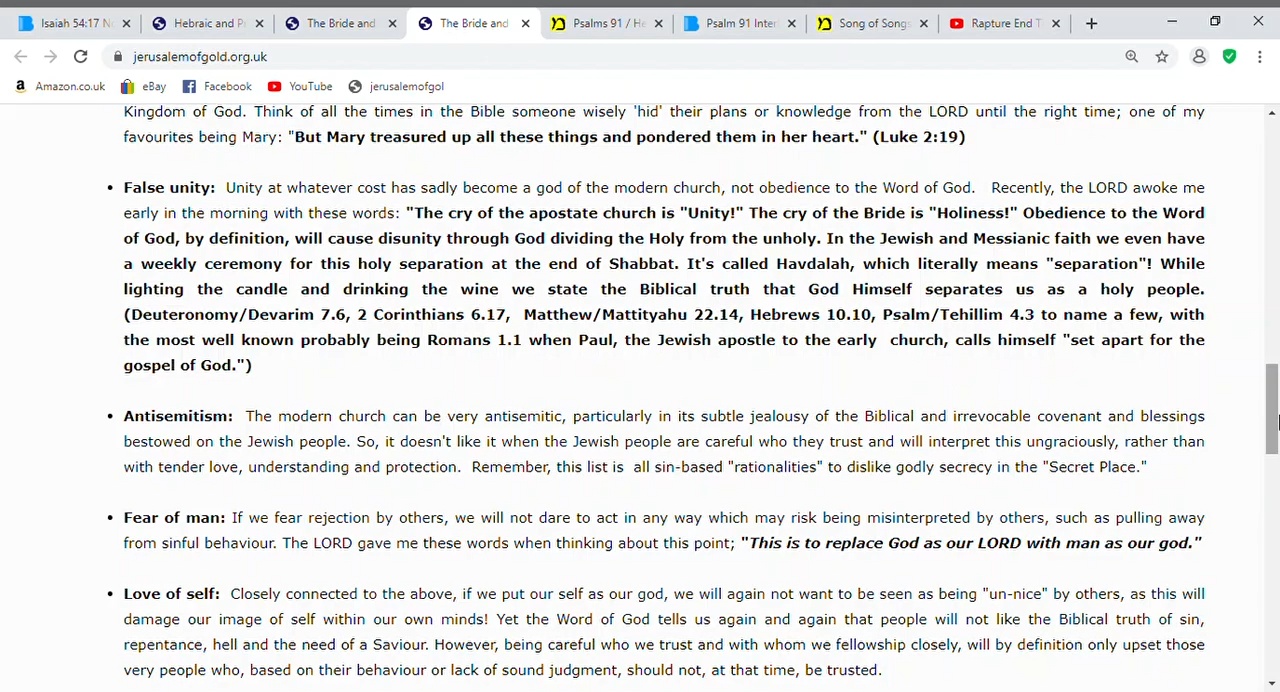 Isaiah 54:17 N
Hebraic and P
The Bride and
The Bride and
Psalms 91 / He
Psalm 91 Inter
Song of Songs
Rapture End T
jerusalemofgold.org.uk
Amazon.co.uk
eBay
Facebook
YouTube
jerusalemofgol
Kingdom of God. Think of all the times in the Bible someone wisely 'hid' their plans or knowledge from the LORD until the right time; one of my
favourites being Mary: "But Mary treasured up all these things and pondered them in her heart." (Luke 2:19)
• False unity: Unity at whatever cost has sadly become a god of the modern church, not obedience to the Word of God. Recently, the LORD awoke me
early in the morning with these words: "The cry of the apostate church is "Unity!" The cry of the Bride is "Holiness!" Obedience to the Word
of God, by definition, will cause disunity through God dividing the Holy from the unholy. In the Jewish and Messianic faith we even have
a weekly ceremony for this holy separation at the end of Shabbat. It's called Havdalah, which literally means "separation"! While
lighting the candle and drinking the wine we state the Biblical truth that God Himself separates us as a holy people.
(Deuteronomy/Devarim 7.6, 2 Corinthians 6.17, Matthew/Mattityahu 22.14, Hebrews 10.10, Psalm/Tehillim 4.3 to name a few, with
the most well known probably being Romans 1.1 when Paul, the Jewish apostle to the early church, calls himself "set apart for the
gospel of God.")
• Antisemitism: The modern church can be very antisemitic, particularly in its subtle jealousy of the Biblical and irrevocable covenant and blessings
bestowed on the Jewish people. So, it doesn't like it when the Jewish people are careful who they trust and will interpret this ungraciously, rather than
with tender love, understanding and protection. Remember, this list is all sin-based "rationalities" to dislike godly secrecy in the "Secret Place."
• Fear of man: If we fear rejection by others, we will not dare to act in any way which may risk being misinterpreted by others, such as pulling away
from sinful behaviour. The LORD gave me these words when thinking about this point; "This is to replace God as our LORD with man as our god."
• Love of self: Closely connected to the above, if we put our self as our god, we will again not want to be seen as being "un-nice" by others, as this will
damage our image of self within our own minds! Yet the Word of God tells us again and again that people will not like the Biblical truth of sin,
repentance, hell and the need of a Saviour. However, being careful who we trust and with whom we fellowship closely, will by definition only upset those
very people who, based on their behaviour or lack of sound judgment, should not, at that time, be trusted.